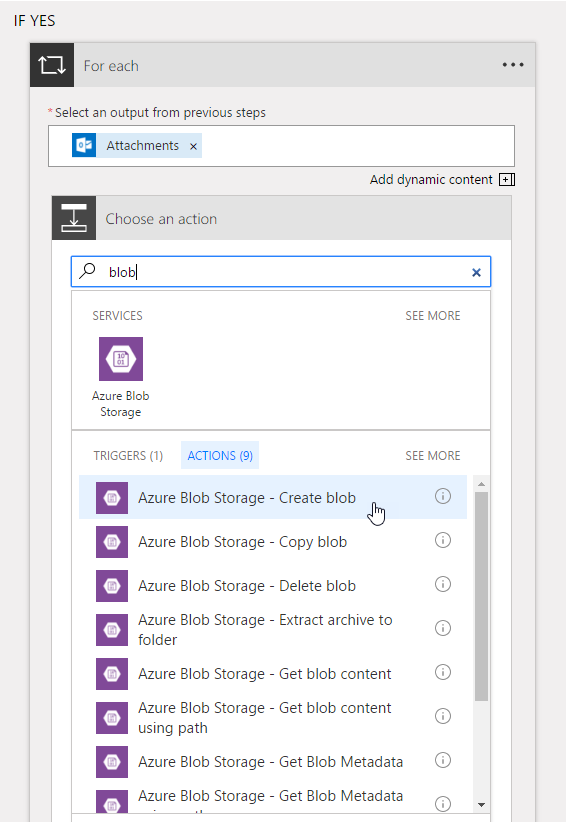 IF YES
For each
*Select an output from previous steps
Attachments ×
Add dynamic content
Choose an action
blob
SERVICES SEE MORE
Azure Blob
Storage
TRIGGERS (1) ACTIONS (9) SEE MORE
Azure Blob Storage - Create blob
Azure Blob Storage - Copy blob
Azure Blob Storage - Delete blob
Azure Blob Storage - Extract archive to
folder
Azure Blob Storage - Get blob content
Azure Blob Storage - Get blob content
using path
Azure Blob Storage - Get Blob Metadata
Azure Blob Storage - Get Blob Metadata